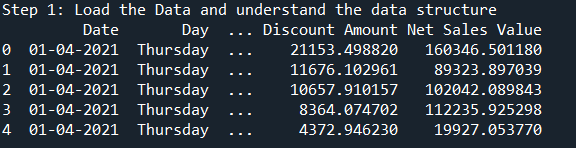 Step 1: Load the Data and understand the data structure
Date Day ... Discount Amount Net Sales Value
0 01-04-2021 Thursday ... 21153.498820 160346.501180
1 01-04-2021 Thursday ... 11676.102961 89323.897039
2 01-04-2021 Thursday ... 10657.910157 102042.089843
3 01-04-2021 Thursday ... 8364.074702 112235.925298
4 01-04-2021 Thursday ... 4372.946230 19927.053770